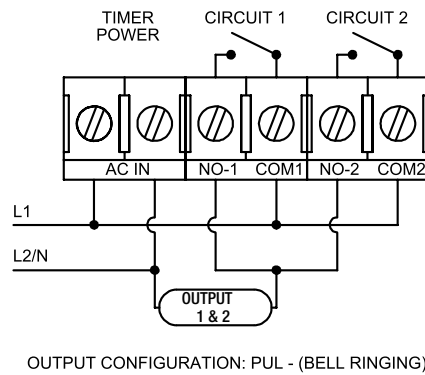 TIMER
POWER
CIRCUIT 1
CIRCUIT 2
AC IN
NO-1
COM1
NO-2
COM2
L1
L2/N
OUTPUT
1 & 2
OUTPUT CONFIGURATION: PUL - (BELL RINGING)